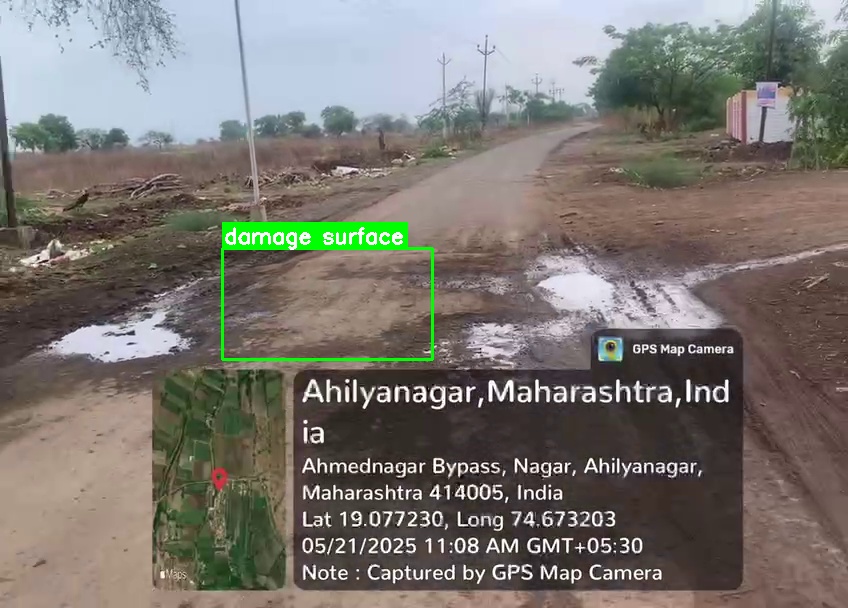 damage surface
GPS Map Camera
Ahilyanagar,Maharashtra,Ind
ia
Ahmednagar Bypass, Nagar, Ahilyanagar,
Maharashtra 414005, India
Lat 19.077230, Long 74.673203
05/21/2025 11:08 AM GMT+05:30
Note : Captured by GPS Map Camera
Maps